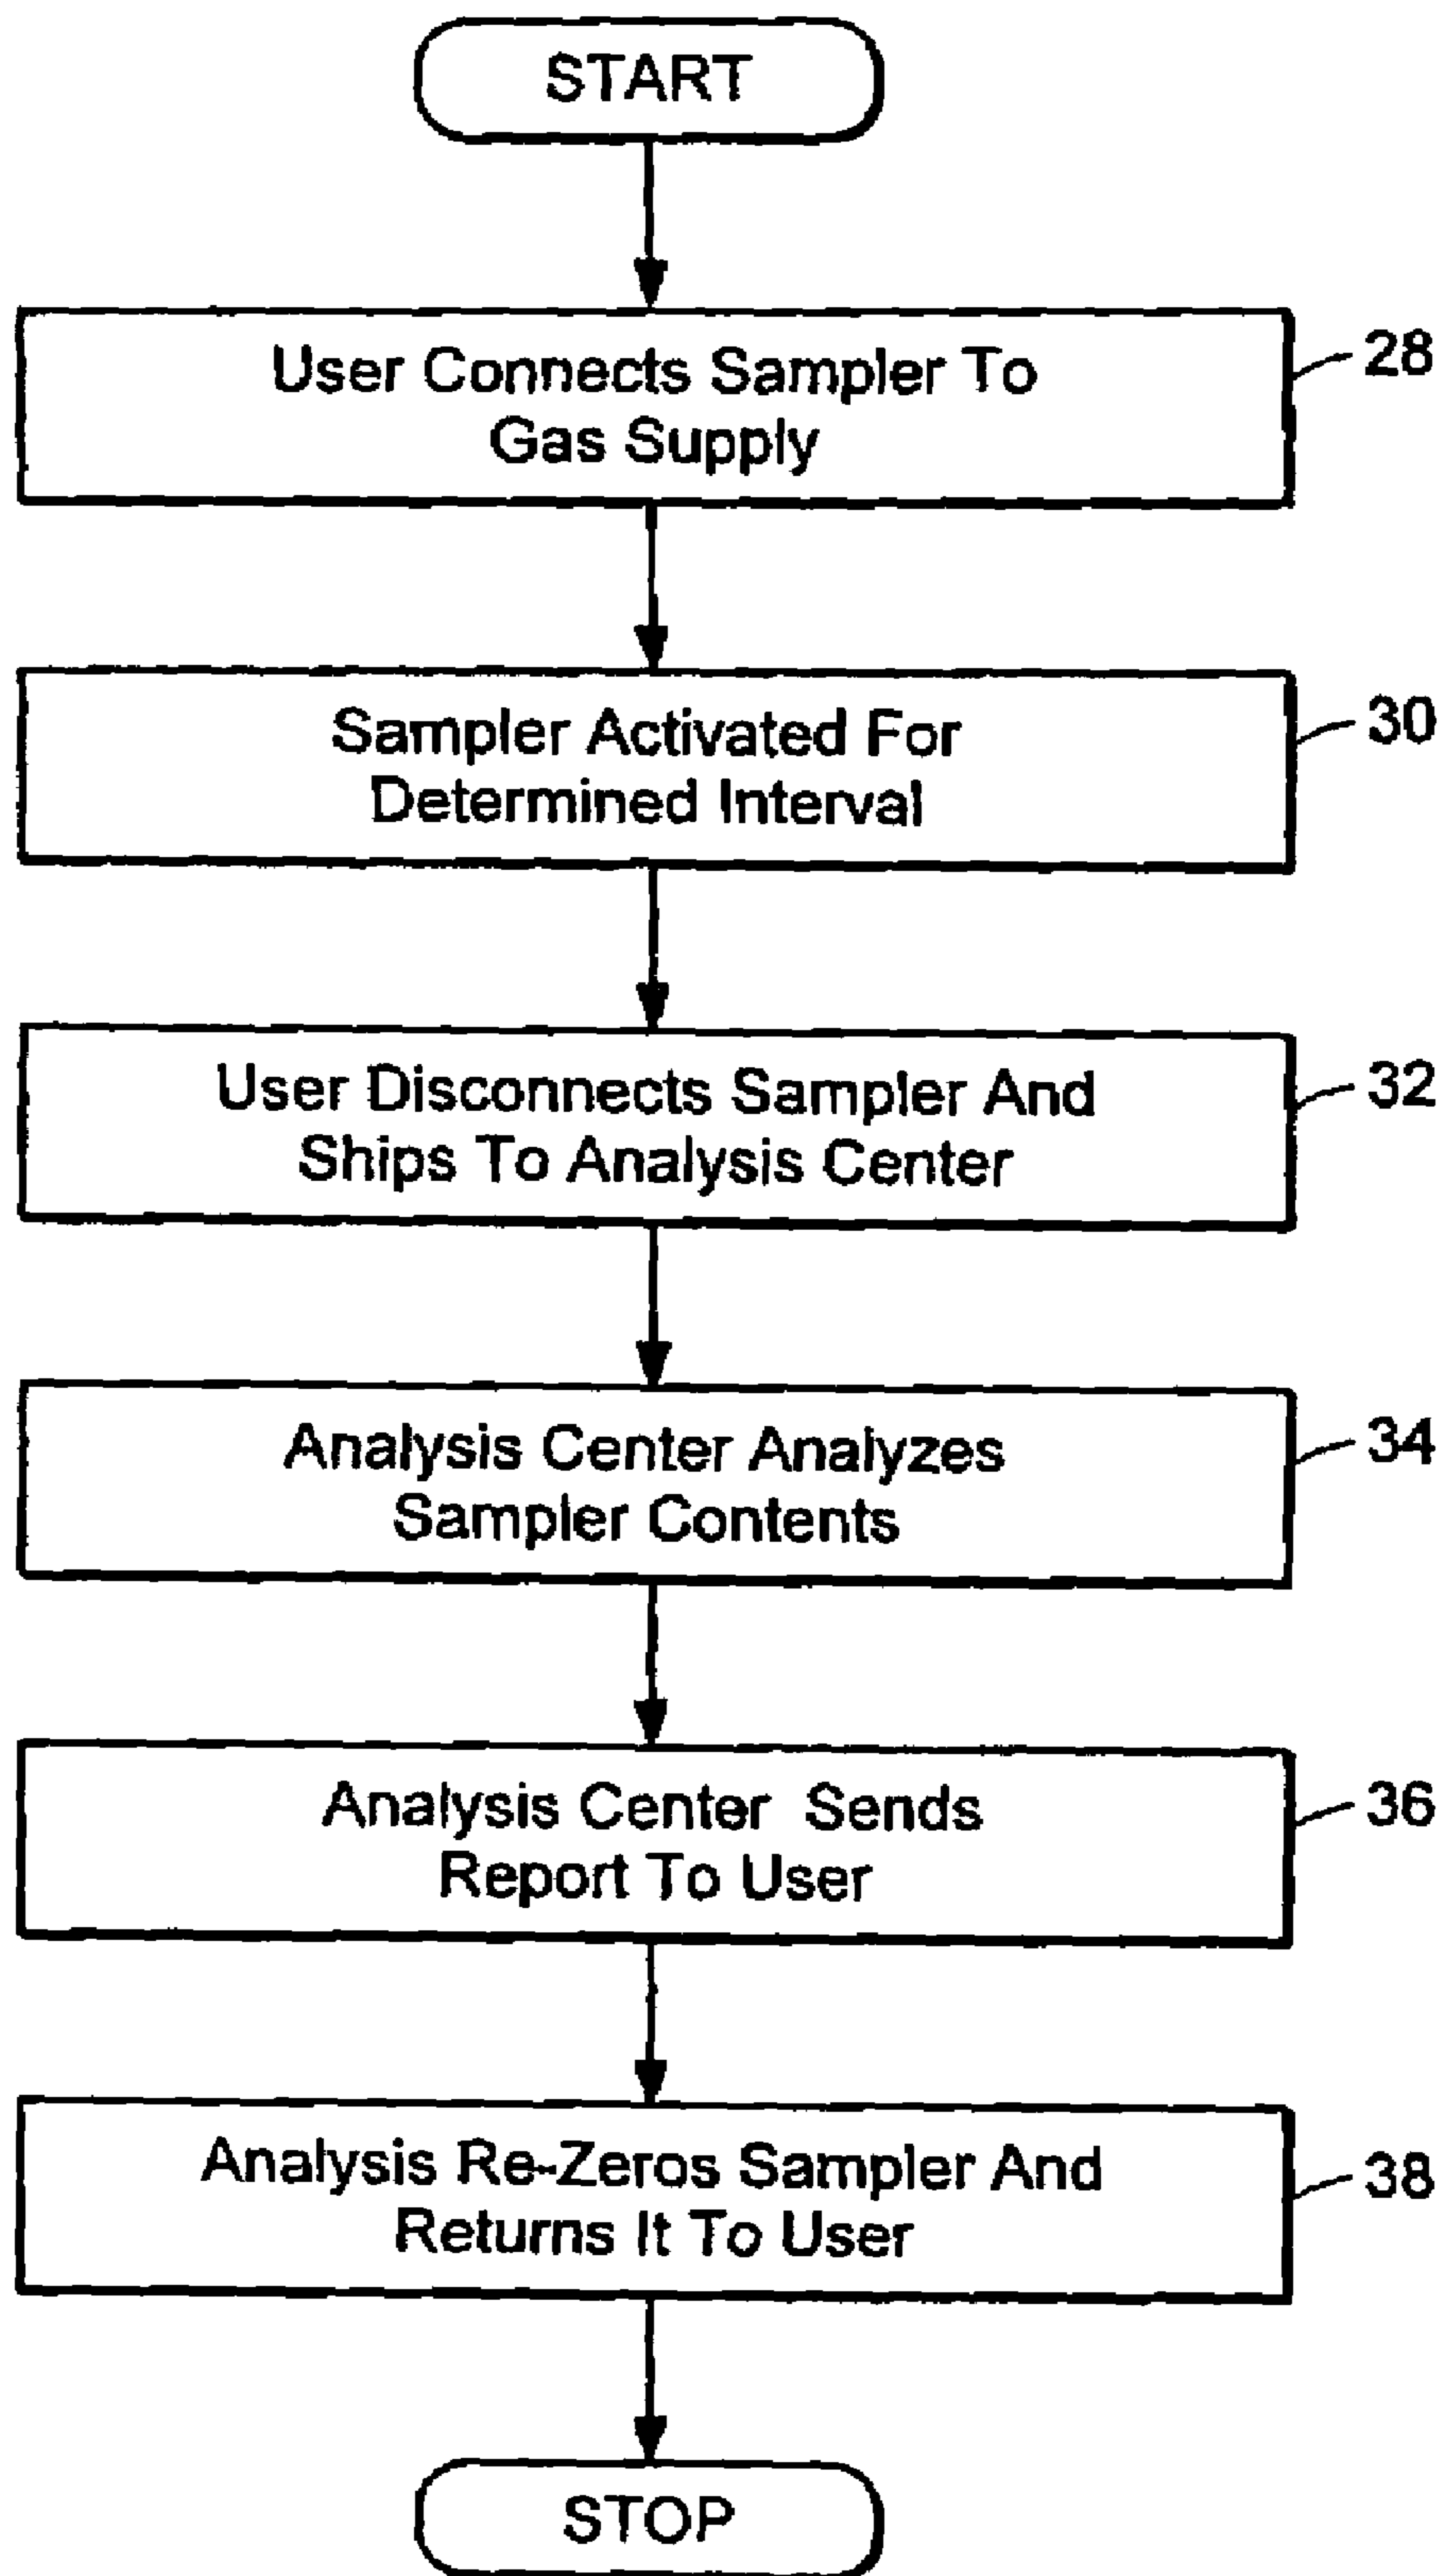 START
User Connects Sampler To
Gas Supply
28
Sampler Activated For
Determined Interval
30
User Disconnects Sampler And
Ships To Analysis Center
32
Analysis Center Analyzes
Sampler Contents
34
Analysis Center Sends
Report To User
36
Analysis Re-Zeros Sampler And
Returns It To User
38
STOP